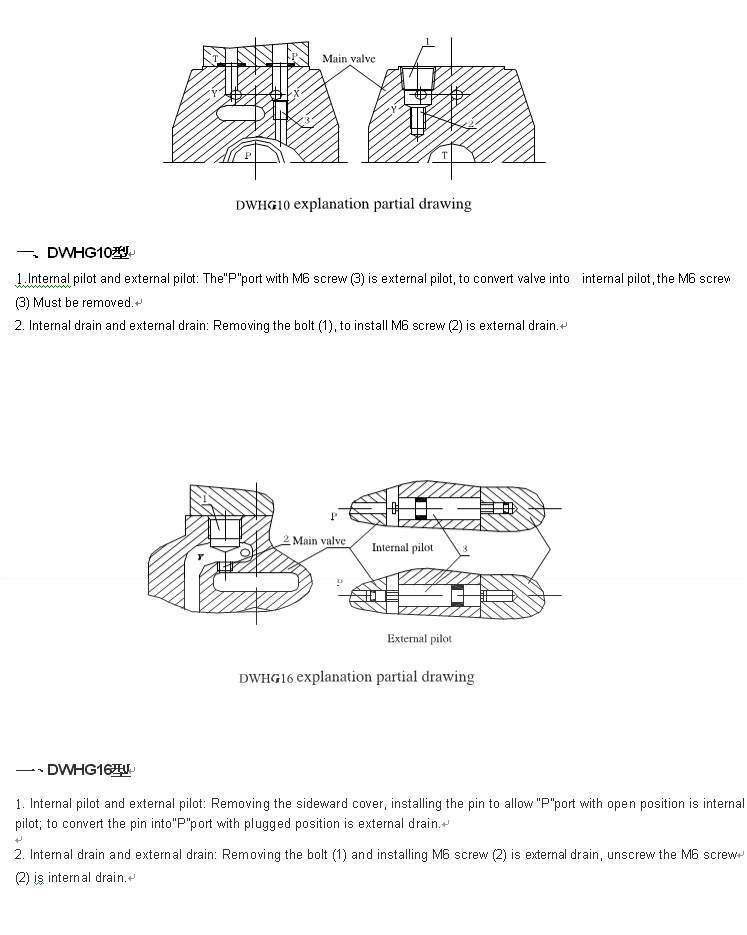 1
T
P
Main valve
Y
X
Y
3
2
P
T
DWHG10 explanation partial drawing
一、DWHG10型
1.Internal pilot and external pilot: The"P"port with M6 screw (3) is external pilot, to convert valve into internal pilot, the M6 screw
(3) Must be removed.
2. Internal drain and external drain: Removing the bolt (1), to install M6 screw (2) is external drain.
1
P
2 Main valve
Internal pilot
3
Y
P
External pilot
DWHG16 explanation partial drawing
一、DWHG16型
1. Internal pilot and external pilot: Removing the sideward cover, installing the pin to allow "P"port with open position is internal
pilot; to convert the pin into"P"port with plugged position is external drain.
2. Internal drain and external drain: Removing the bolt (1) and installing M6 screw (2) is external drain, unscrew the M6 screw
(2) is internal drain.